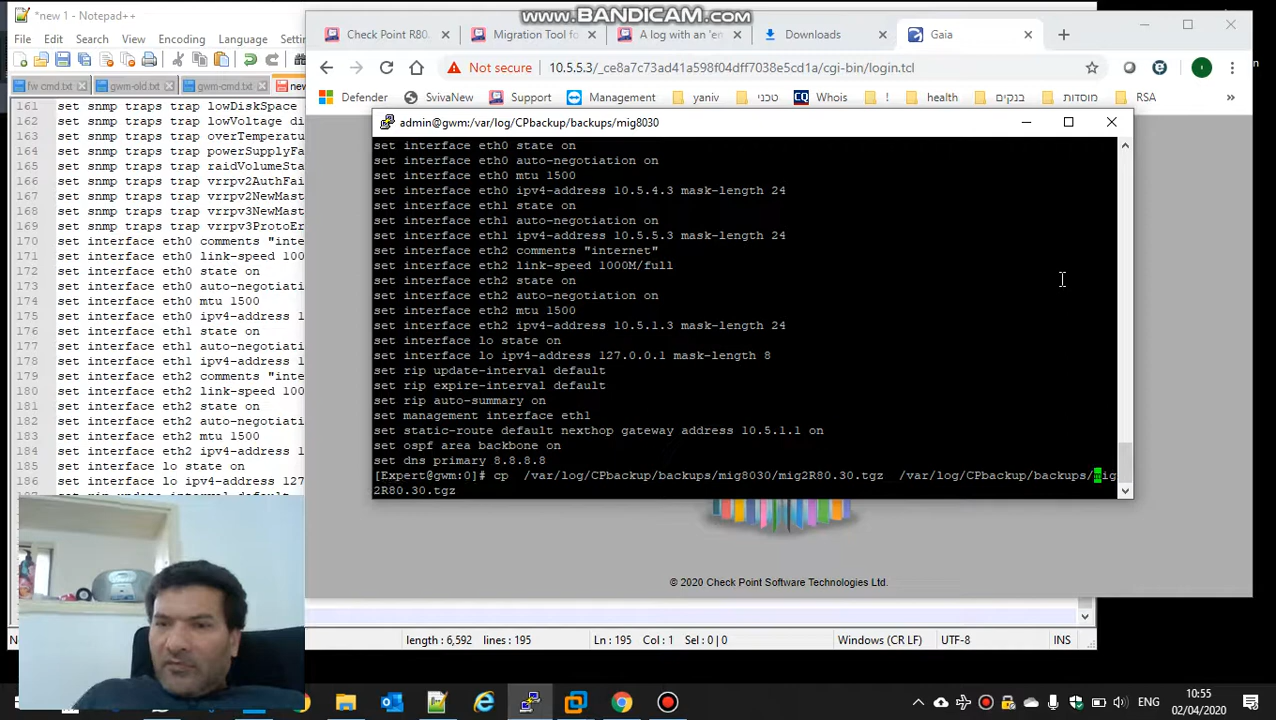 www.BANDICAM.com
*new 1 - Notepad++
File Edit Search View Encoding Language
fw cmd.txt gwm-old.txt gwm-cmd.txt
161 set snmp traps trap lowDiskSpace
162 set snmp traps trap lowVoltage di
163 set snmp traps trap overTemperatu
164 set snmp traps trap powerSupplyFa
165 set snmp traps trap raidVolumeSta
166 set snmp traps trap vrrpv2AuthFai
167 set snmp traps trap vrrpv2NewMast
168 set snmp traps trap vrrpv3NewMast
169 set snmp traps trap vrrpv3ProtoEr
170 set interface eth0 comments "inte
171 set interface eth0 link-speed 100
172 set interface eth0 state on
173 set interface eth0 auto-negotiati
174 set interface eth0 mtu 1500
175 set interface eth0 ipv4-address 1
176 set interface eth1 state on
177 set interface eth1 auto-negotiati
178 set interface eth1 ipv4-address 1
179 set interface eth2 comments "inte
180 set interface eth2 link-speed 100
181 set interface eth2 state on
182 set interface eth2 auto-negotiati
183 set interface eth2 mtu 1500
184 set interface eth2 ipv4-address 1
185 set interface lo state on
186 set interface lo ipv4-address 127
length : 6,592 lines : 195 Ln : 195 Col : 1 Sel : 0 | 0 Windows (CR LF) UTF-8 INS
Check Point R80. Migration Tool fo A log with an 'en Downloads Gaia
Not secure 10.5.5.3/_ce8a7c73ad41a598f04dff7038e5cd1a/cgi-bin/login.tcl
Defender SvivaNew Support Management yaniv טכני Whois ! health בנקים מוסדות RSA
admin@gwm:/var/log/CPbackup/backups/mig8030
set interface eth0 state on
set interface eth0 auto-negotiation on
set interface eth0 mtu 1500
set interface eth0 ipv4-address 10.5.4.3 mask-length 24
set interface eth1 state on
set interface eth1 auto-negotiation on
set interface eth1 ipv4-address 10.5.5.3 mask-length 24
set interface eth2 comments "internet"
set interface eth2 link-speed 1000M/full
set interface eth2 state on
set interface eth2 auto-negotiation on
set interface eth2 mtu 1500
set interface eth2 ipv4-address 10.5.1.3 mask-length 24
set interface lo state on
set interface lo ipv4-address 127.0.0.1 mask-length 8
set rip update-interval default
set rip expire-interval default
set rip auto-summary on
set management interface eth1
set static-route default nexthop gateway address 10.5.1.1 on
set ospf area backbone on
set dns primary 8.8.8.8
[Expert@gwm:0]# cp /var/log/CPbackup/backups/mig8030/mig2R80.30.tgz /var/log/CPbackup/backups/mig
2R80.30.tgz
© 2020 Check Point Software Technologies Ltd.
ENG
10:55
02/04/2020